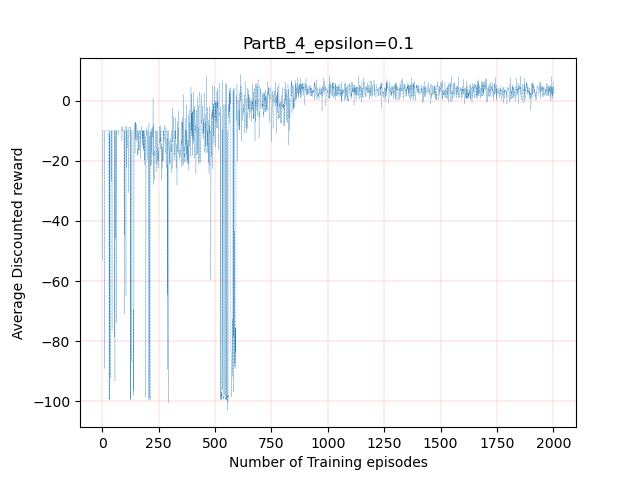 PartB_4_epsilon=0.1
Average Discounted reward
0
−20
−40
−60
−80
−100
0 250 500 750 1000 1250 1500 1750 2000
Number of Training episodes